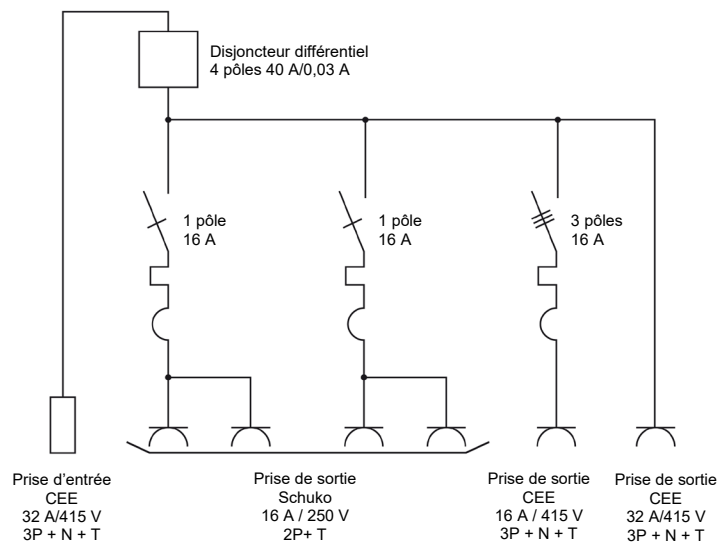 Disjoncteur différentiel
4 pôles 40 A/0,03 A
1 pôle
16 A
1 pôle
16 A
3 pôles
16 A
Prise d'entrée
CEE
32 A/415 V
3P + N + T
Prise de sortie
Schuko
16 A / 250 V
2P+ T
Prise de sortie
CEE
16 A / 415 V
3P + N + T
Prise de sortie
CEE
32 A/415 V
3P + N + T